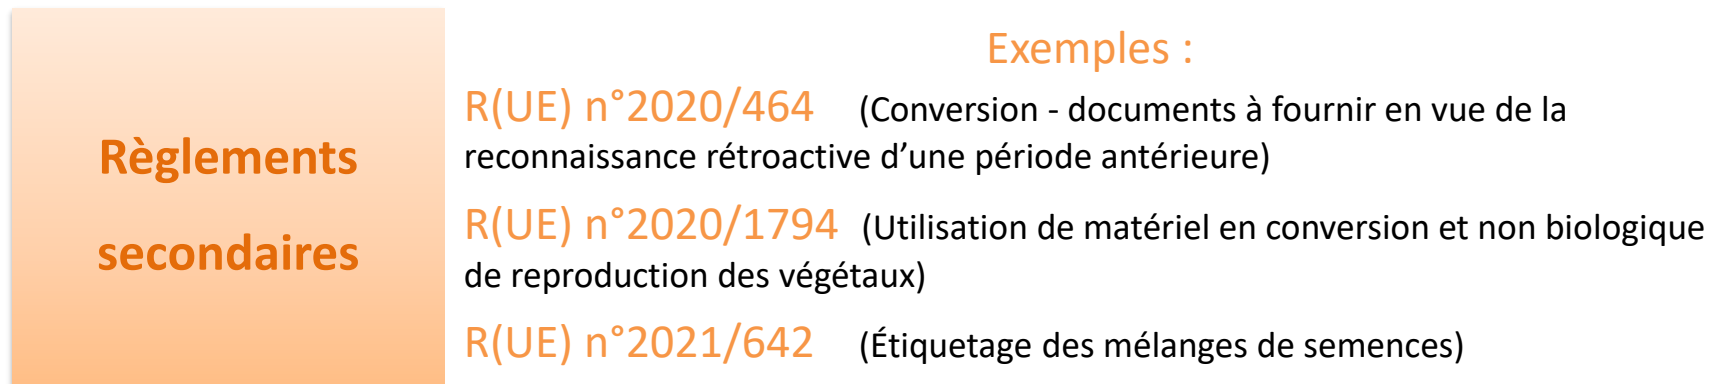 Règlements
secondaires
Exemples :
R(UE) n°2020/464 (Conversion - documents à fournir en vue de la
reconnaissance rétroactive d’une période antérieure)
R(UE) n°2020/1794 (Utilisation de matériel en conversion et non biologique
de reproduction des végétaux)
R(UE) n°2021/642 (Étiquetage des mélanges de semences)